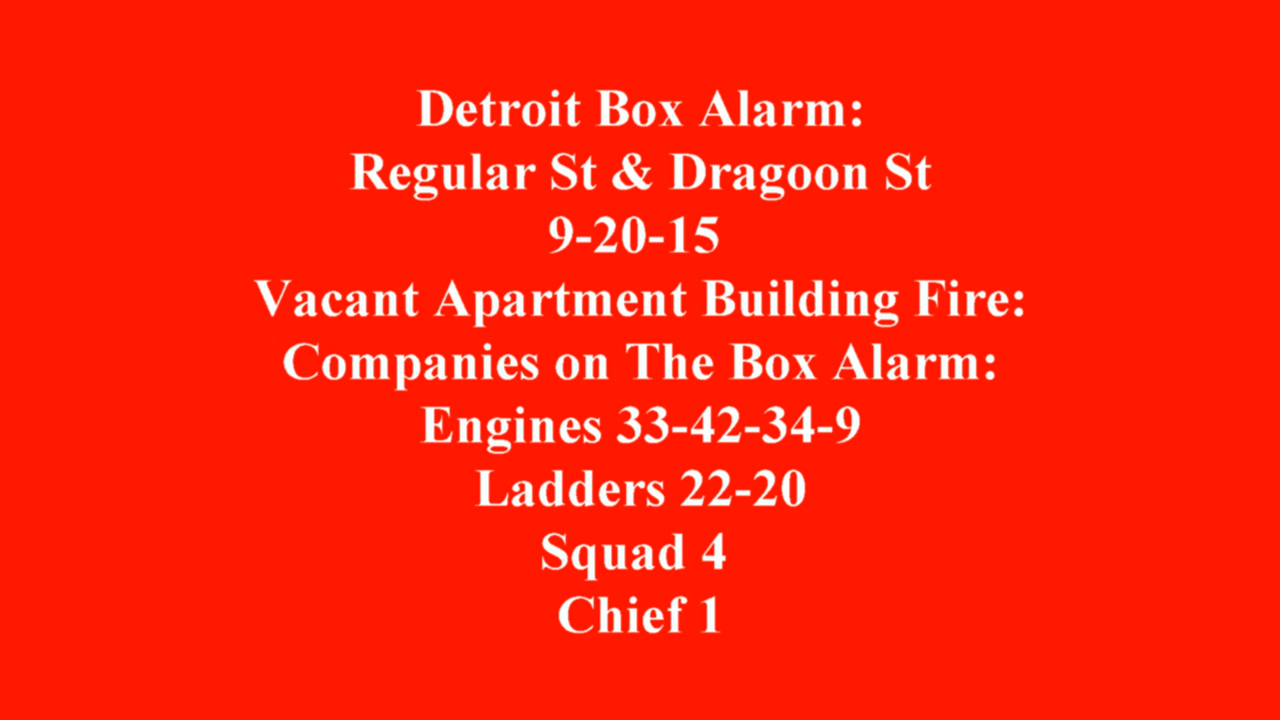 Detroit Box Alarm:
Regular St & Dragoon St
9-20-15
Vacant Apartment Building Fire:
Companies on The Box Alarm:
Engines 33-42-34-9
Ladders 22-20
Squad 4
Chief 1